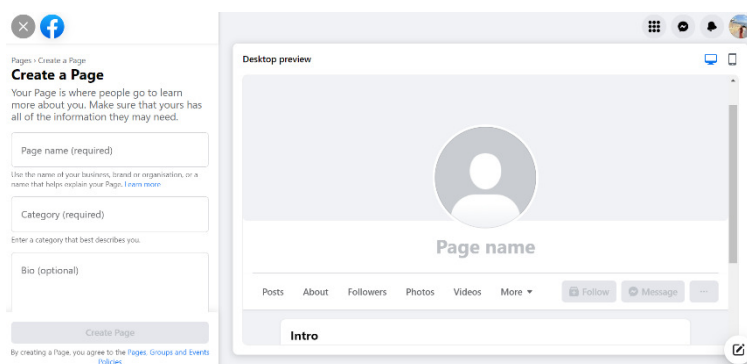 Pages › Create a Page
Create a Page
Your Page is where people go to learn
more about you. Make sure that yours has
all of the information they may need.
Page name (required)
Use the name of your business, brand or organisation, or a
name that helps explain your Page. Learn more
Category (required)
Enter a category that best describes you.
Bio (optional)
Create Page
By creating a Page, you agree to the Pages, Groups and Events
Policies
Desktop preview
Page name
Posts About Followers Photos Videos More Follow Message
Intro